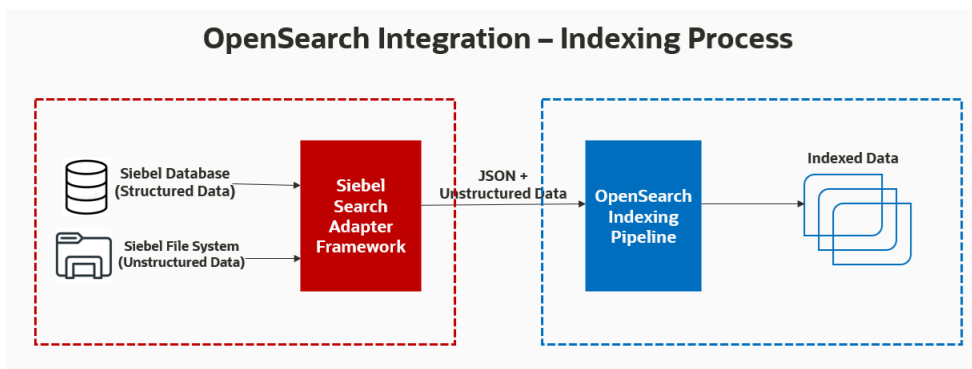 OpenSearch Integration – Indexing Process
Siebel Database
(Structured Data)
Siebel File System
(Unstructured Data)
Siebel
Search
Adapter
Framework
JSON +
Unstructured Data
OpenSearch
Indexing
Pipeline
Indexed Data